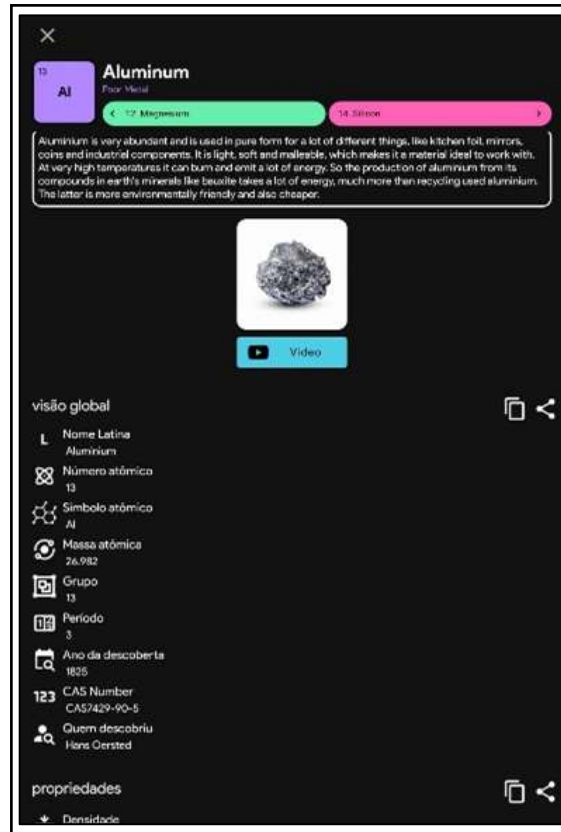 13
Al
Aluminum
Poor Metal
12 Magnesium
14 Silicon
Aluminium is very abundant and is used in pure form for a lot of different things, like kitchen foil, mirrors,
coins and industrial components. It is light, soft and malleable, which makes it a material ideal to work with.
At very high temperatures it can burn and emit a lot of energy. So the production of aluminium from its
compounds in earth's minerals like bauxite takes a lot of energy, much more than recycling used aluminium.
The latter is more environmentally friendly and also cheaper.
Video
visão global
L Nome Latina
Aluminium
Número atômico
13
Símbolo atômico
Al
Massa atómica
26.982
Grupo
13
Período
3
Ano da descoberta
1825
123 CAS Number
CAS7429-90-5
Quem descobriu
Hans Oersted
propriedades
Densidade